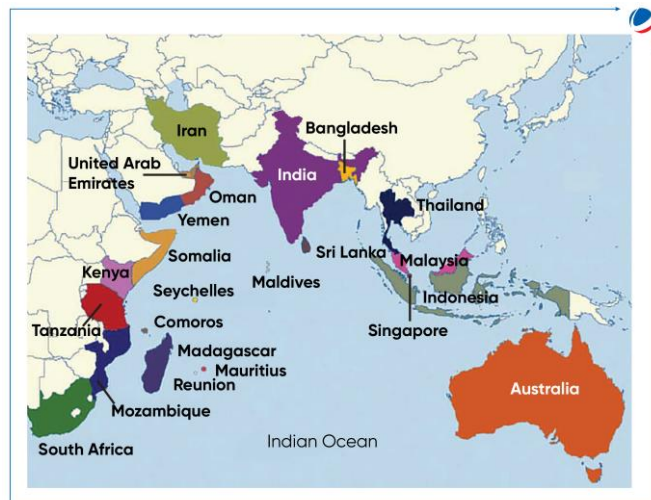 Iran
Bangladesh
United Arab
Emirates
India
Oman
Thailand
Yemen
Somalia
Sri Lanka
Malaysia
Kenya
Maldives
Seychelles
Indonesia
Singapore
Tanzania
Comoros
Madagascar
Mauritius
Reunion
Australia
Mozambique
Indian Ocean
South Africa